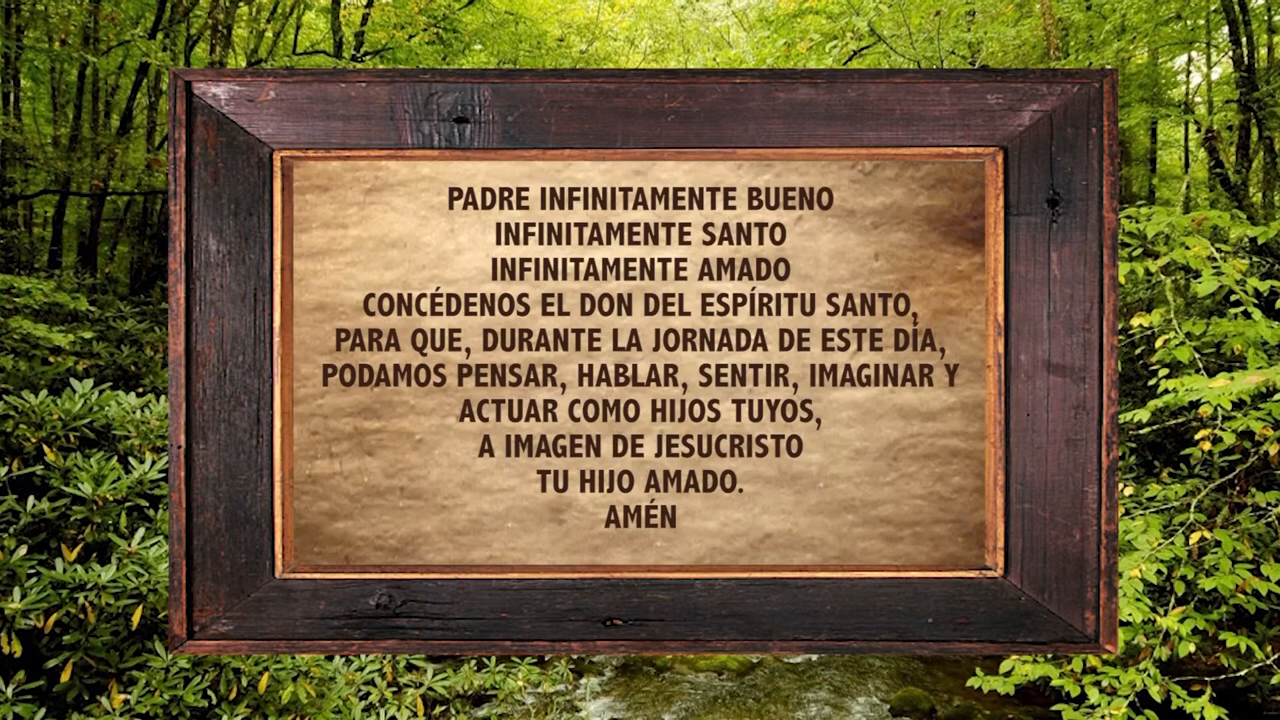 PADRE INFINITAMENTE BUENO
INFINITAMENTE SANTO
INFINITAMENTE AMADO
CONCÉDENOS EL DON DEL ESPÍRITU SANTO,
PARA QUE, DURANTE LA JORNADA DE ESTE DÍA,
PODAMOS PENSAR, HABLAR, SENTIR, IMAGINAR Y
ACTUAR COMO HIJOS TUYOS,
A IMAGEN DE JESUCRISTO
TU HIJO AMADO.
AMÉN